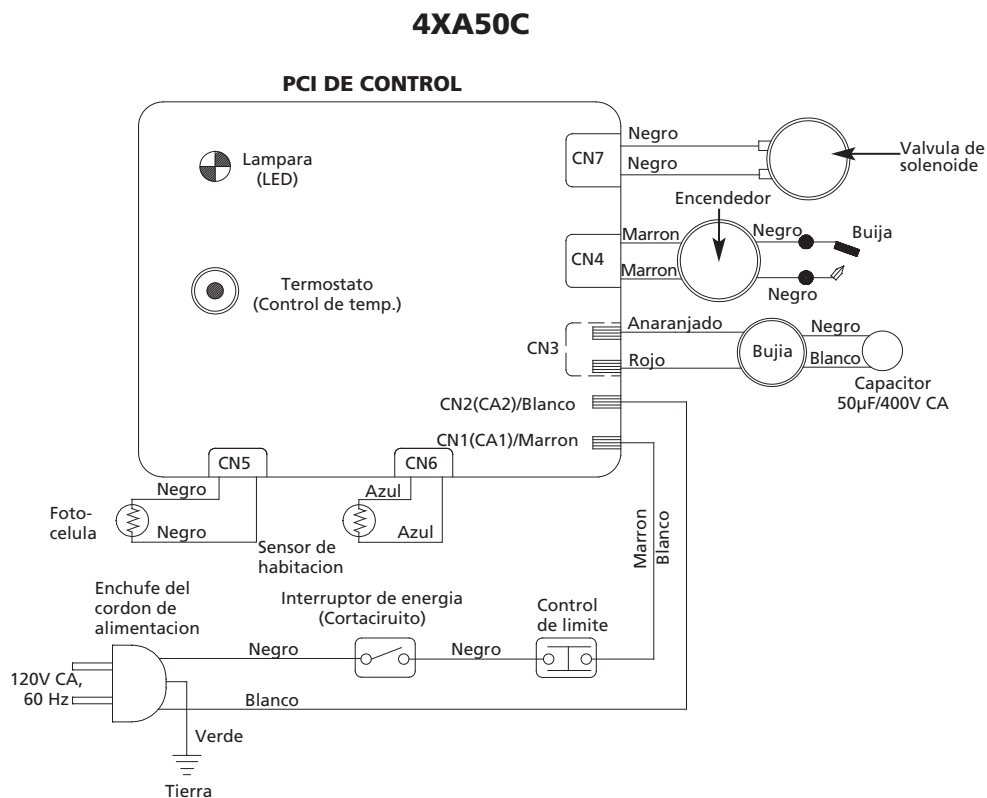 4XA50C
PCI DE CONTROL
Lampara
(LED)
Termostato
(Control de temp.)
CN7
Negro
Negro
Valvula de
solenoide
Encendedor
CN4
Marron
Marron
Negro
Negro
Buija
CN3
Anaranjado
Rojo
Bujia
Negro
Blanco
Capacitor
50µF/400V CA
CN2(CA2)/Blanco
CN1(CA1)/Marron
CN5
CN6
Negro
Negro
Foto-
celula
Azul
Azul
Sensor de
habitacion
Marron
Blanco
Enchufe del
cordon de
alimentacion
Interruptor de energia
(Cortaciruito)
Control
de limite
Negro
Negro
120V CA,
60 Hz
Blanco
Verde
Tierra